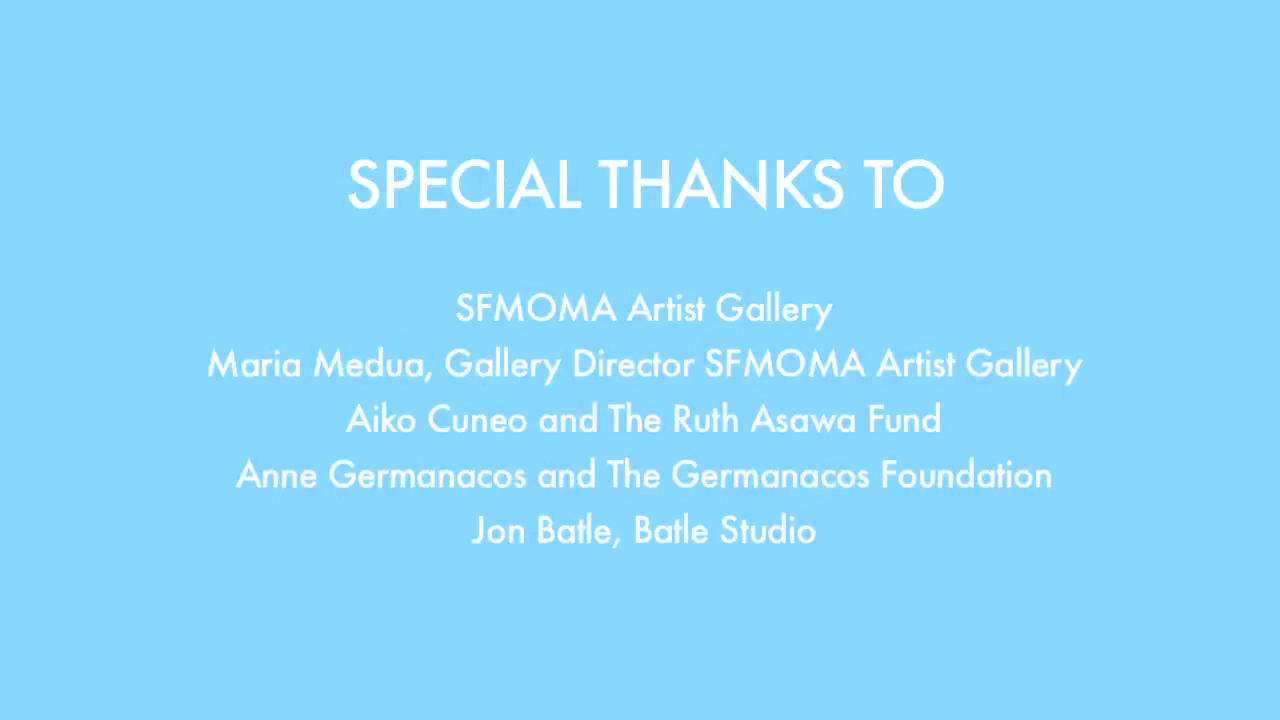 SPECIAL THANKS TO
SFMOMA Artist Gallery
Maria Medua, Gallery Director SFMOMA Artist Gallery
Aiko Cuneo and The Ruth Asawa Fund
Anne Germanacos and The Germanacos Foundation
Jon Batle, Batle Studio